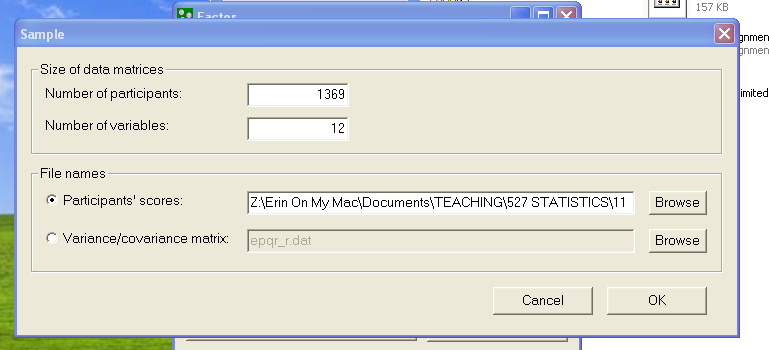 Factor
157 KB
Sample
gnmen
gnmen
Size of data matrices
Number of participants: 1369
imited
Number of variables: 12
File names
Participants' scores: Z:\Erin On My Mac\Documents\TEACHING\527 STATISTICS\11 Browse
Variance/covariance matrix: epqr_r.dat Browse
Cancel OK